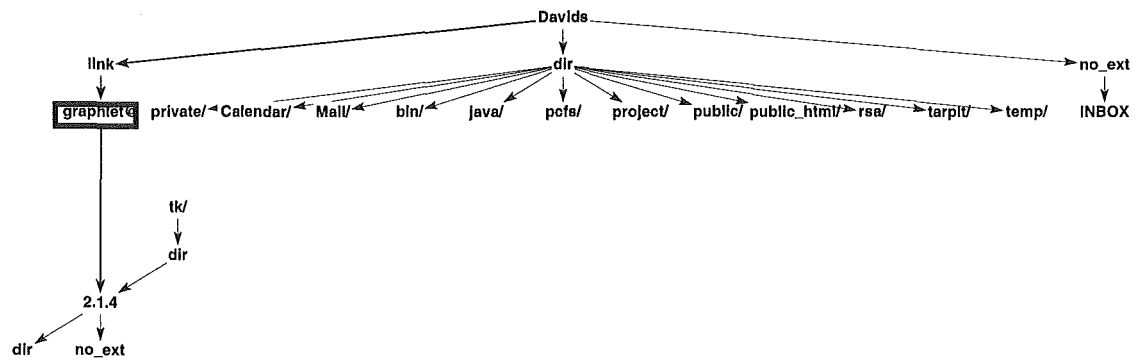 Davids
link dir no_ext
graphlet@ private/ Calendar/ Mail/ bin/ java/ pcfs/ project/ public/ public_html/ rsa/ tarpit/ temp/ INBOX
tk/
dir
2.1.4
dir no_ext